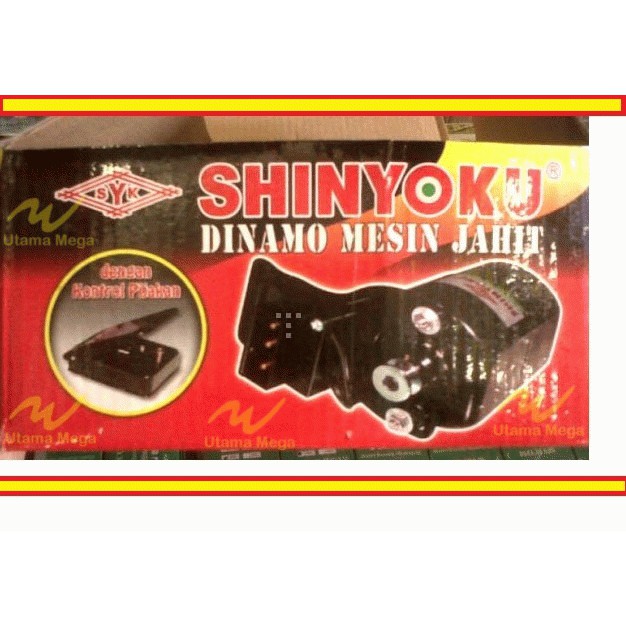 SYK
SHINYOKU®
DINAMO MESIN JAHIT
dengan
Kontrol Pijakan
Utama Mega
Utama Mega
Utama Mega
Utama Mega